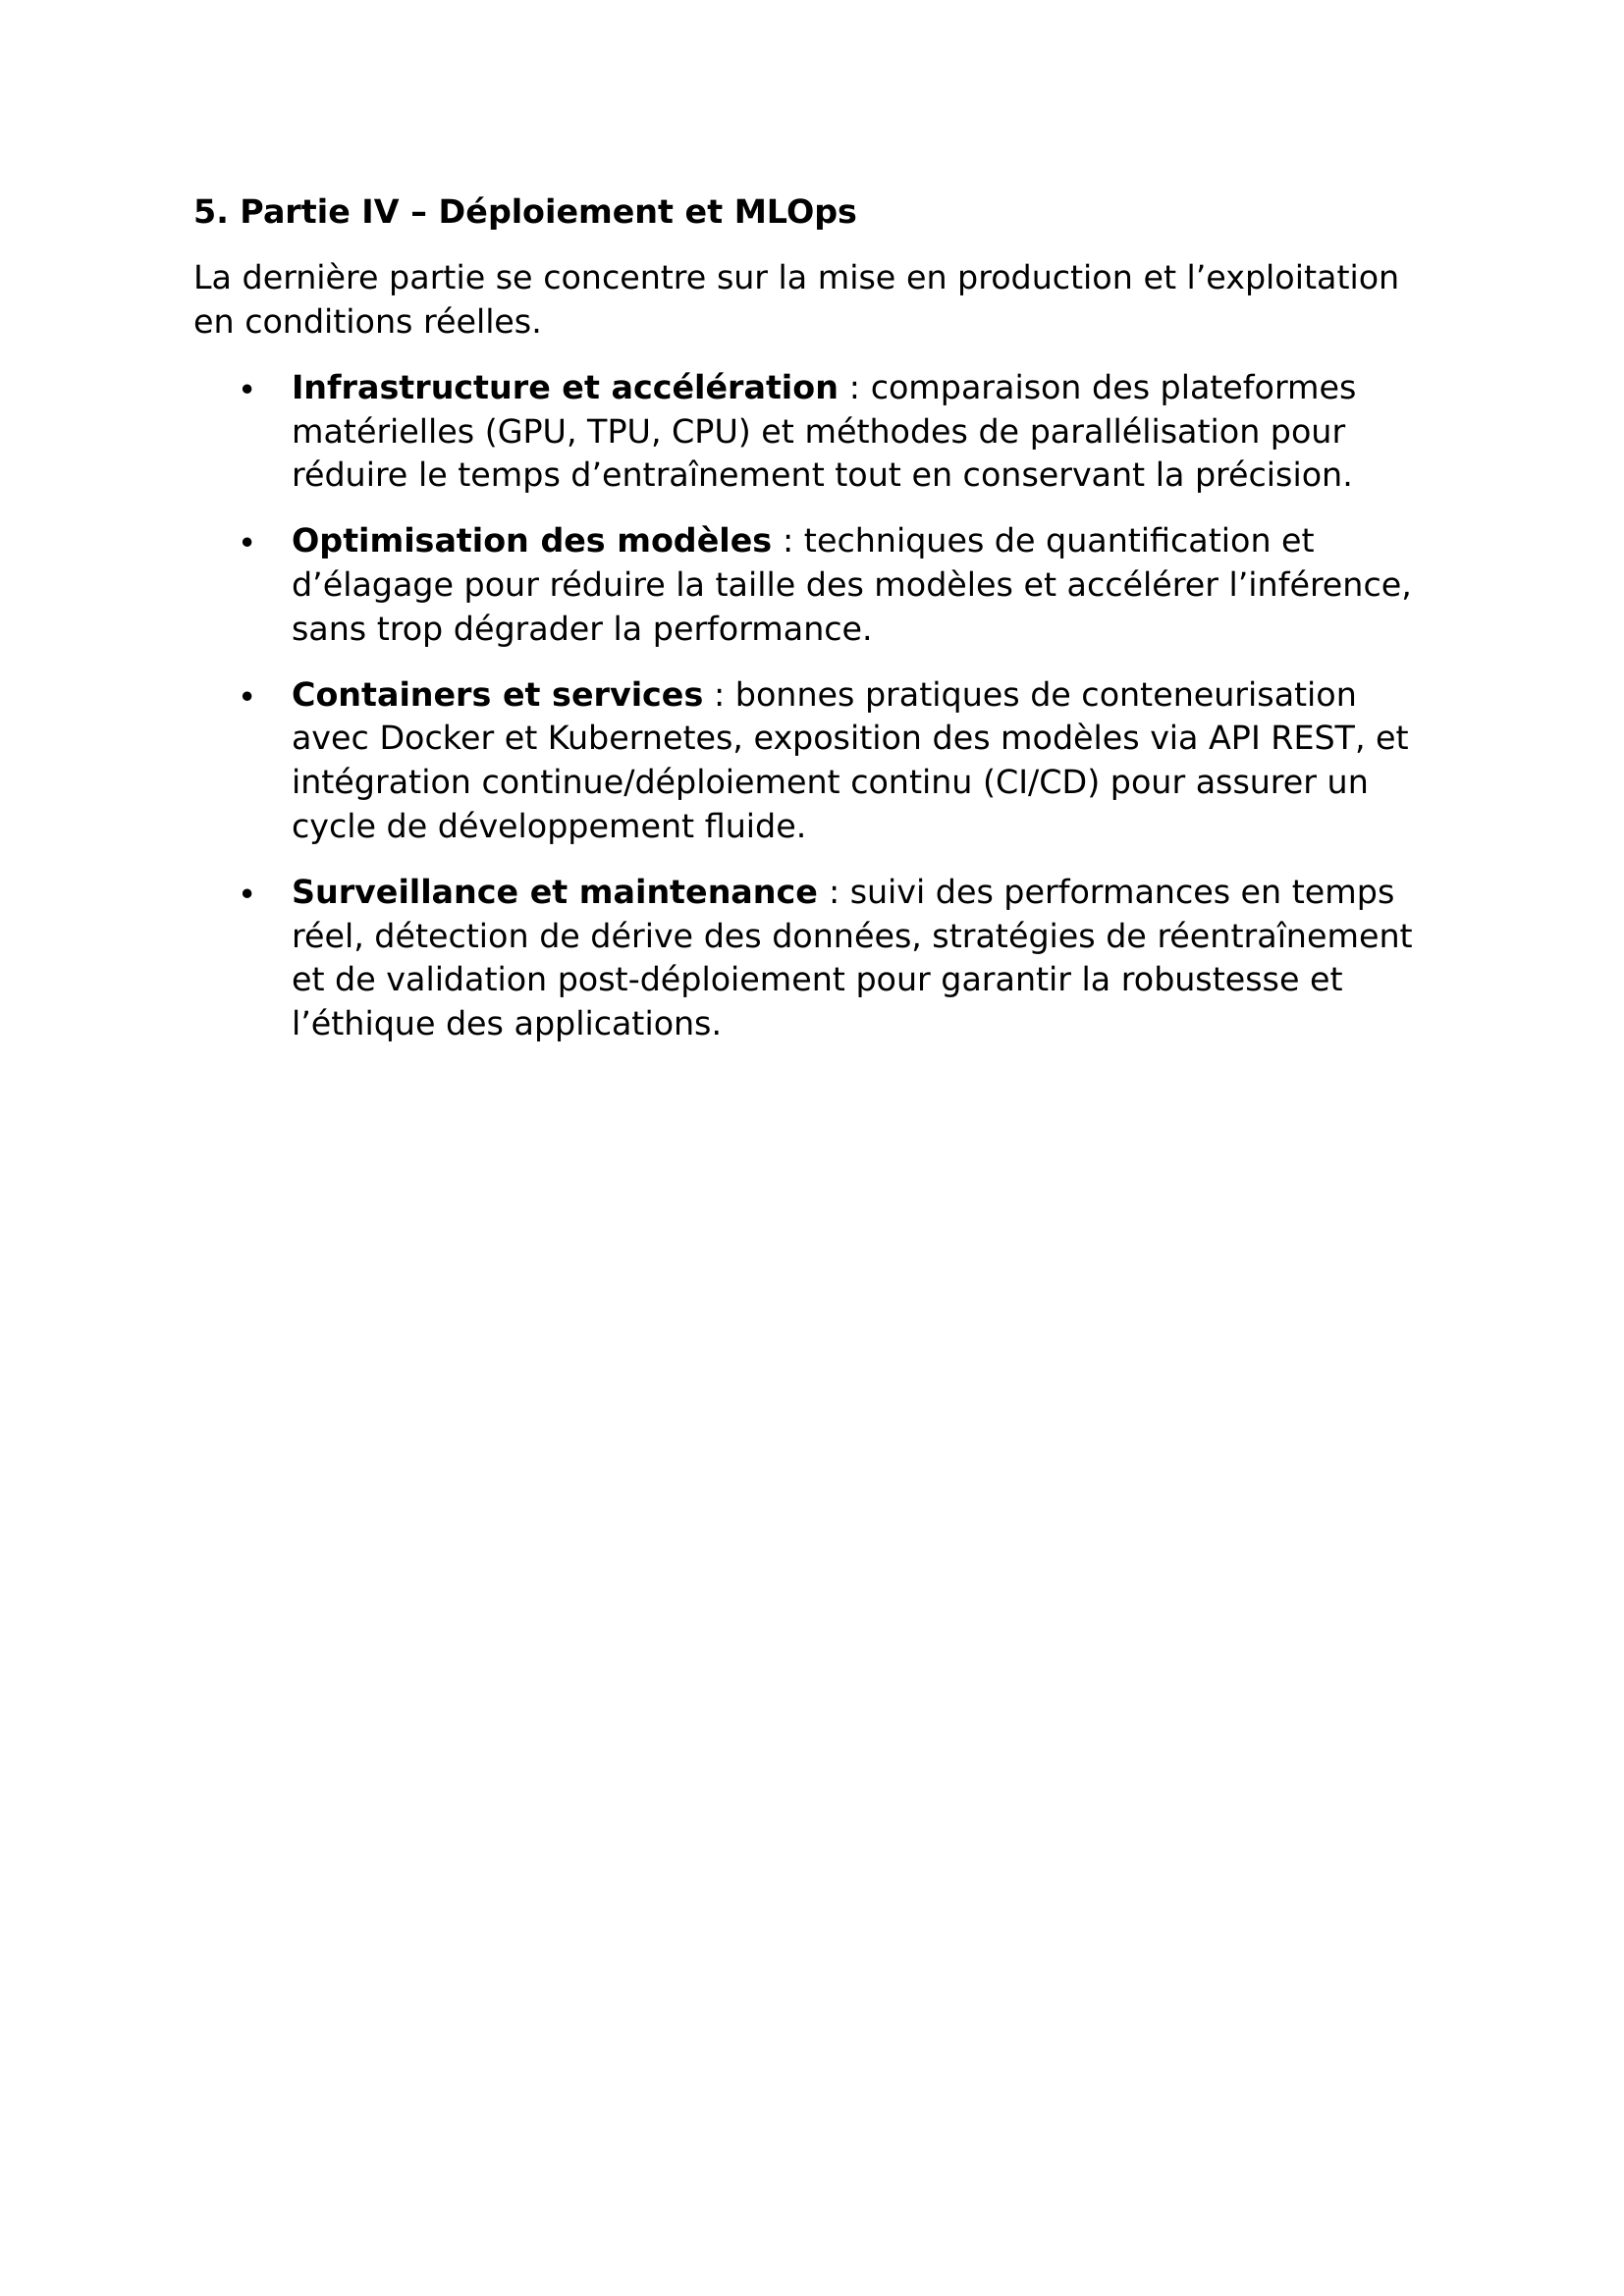 5. Partie IV – Déploiement et MLOps
La dernière partie se concentre sur la mise en production et l’exploitation
en conditions réelles.
• Infrastructure et accélération : comparaison des plateformes
matérielles (GPU, TPU, CPU) et méthodes de parallélisation pour
réduire le temps d’entraînement tout en conservant la précision.
• Optimisation des modèles : techniques de quantification et
d’élagage pour réduire la taille des modèles et accélérer l’inférence,
sans trop dégrader la performance.
• Containers et services : bonnes pratiques de conteneurisation
avec Docker et Kubernetes, exposition des modèles via API REST, et
intégration continue/déploiement continu (CI/CD) pour assurer un
cycle de développement fluide.
• Surveillance et maintenance : suivi des performances en temps
réel, détection de dérive des données, stratégies de réentraînement
et de validation post-déploiement pour garantir la robustesse et
l’éthique des applications.